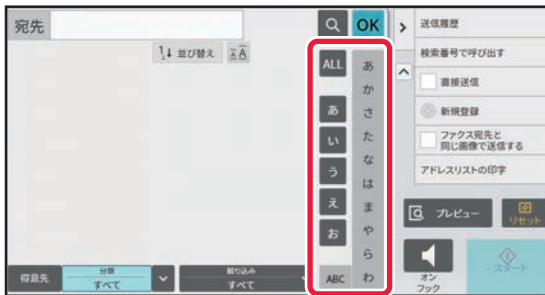 宛先
OK
並び替え
ALL
あ
い
う
え
お
ABC
あ
か
さ
た
な
は
ま
や
ら
わ
得意先
分類
すべて
絞り込み
すべて
送信履歴
検索番号で呼び出す
直接送信
新規登録
ファクス宛先と
同じ画像で送信する
アドレスリストの印字
プレビュー
リセット
オン
フック
スタート